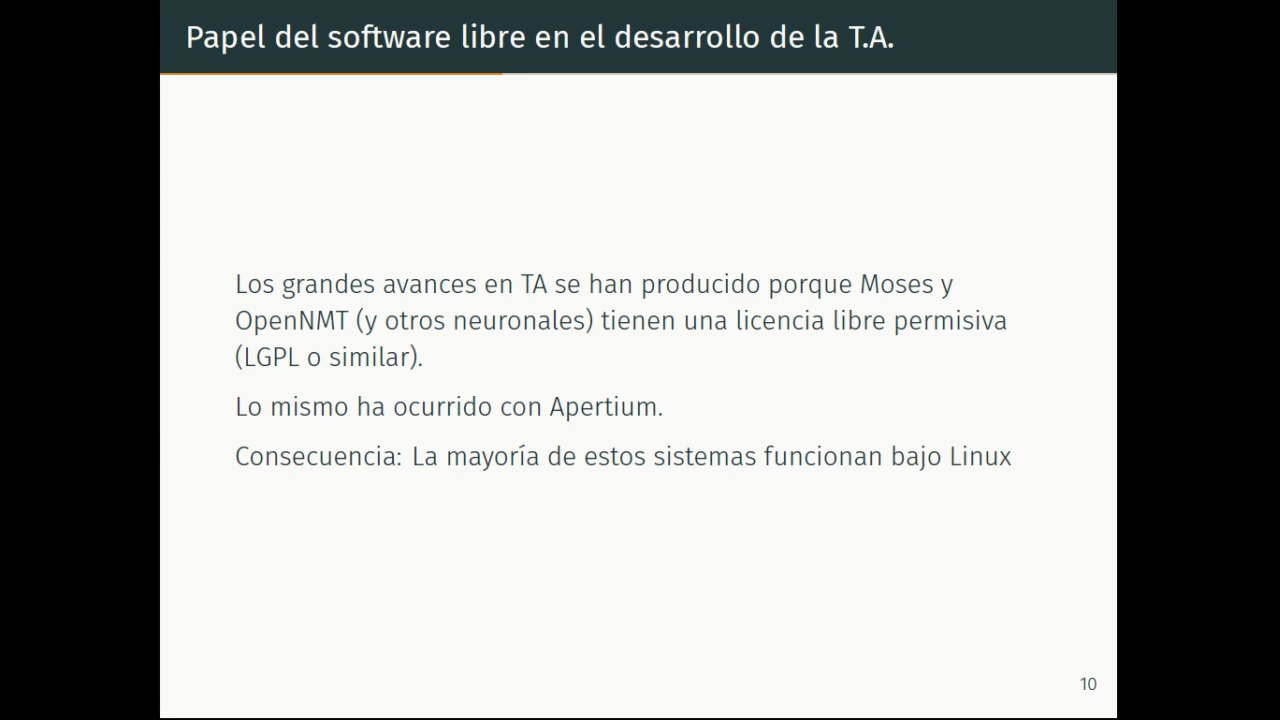 Papel del software libre en el desarrollo de la T.A.
Los grandes avances en TA se han producido porque Moses y
OpenNMT (y otros neuronales) tienen una licencia libre permisiva
(LGPL o similar).
Lo mismo ha ocurrido con Apertium.
Consecuencia: La mayoría de estos sistemas funcionan bajo Linux
10